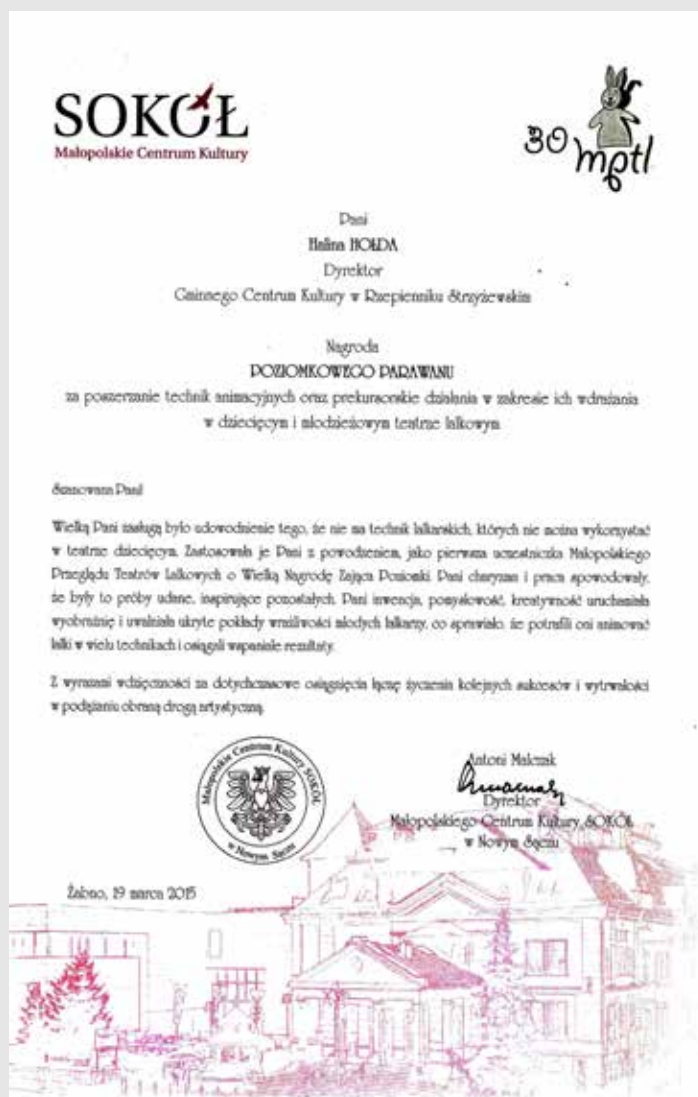 SOKÓŁ
Małopolskie Centrum Kultury
30 mptl
Pani
Halina HOŁDA
Dyrektor
Gminnego Centrum Kultury w Rzepienniku Strzyżewskim
Nagroda
POZIOMKOWEGO PARAWANU
za poszerzanie technik animacyjnych oraz prekursorskie działania w zakresie ich wdrażania
w dziecięcym i młodzieżowym teatrze lalkowym
Szanowna Pani!
Wielką Pani zasługą było udowodnienie tego, że nie ma technik lalkarskich, których nie można wykorzystać
w teatrze dziecięcym. Zastosowała je Pani z powodzeniem, jako pierwsza uczestniczka Małopolskiego
Przeglądu Teatrów Lalkowych o Wielką Nagrodę Zająca Poziomki. Pani charyzma i praca spowodowały,
że były to próby udane, inspirujące pozostałych. Pani inwencja, pomysłowość, kreatywność uruchamiała
wyobraźnię i uwalniała ukryte pokłady wrażliwości młodych lalkarzy, co sprawiało, że potrafili oni animować
lalki w wielu technikach i osiągali wspaniałe rezultaty.
Z wyrazami wdzięczności za dotychczasowe osiągnięcia łączę życzenia kolejnych sukcesów i wytrwałości
w podążaniu obraną drogą artystyczną.
Małopolskie Centrum Kultury SOKÓŁ
w Nowym Sączu
Antoni Malczak
Dyrektor
Małopolskiego Centrum Kultury SOKÓŁ
w Nowym Sączu
Żabno, 19 marca 2015